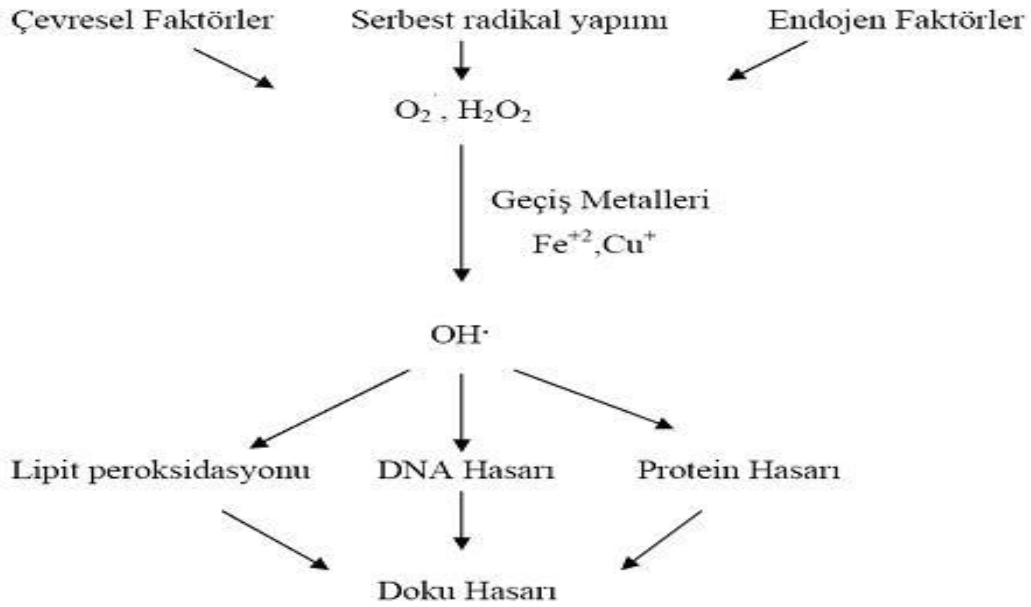 Çevresel Faktörler Serbest radikal yapımı Endojen Faktörler
O₂˙, H₂O₂
Geçiş Metalleri
Fe⁺²,Cu⁺
OH·
Lipit peroksidasyonu DNA Hasarı Protein Hasarı
Doku Hasarı